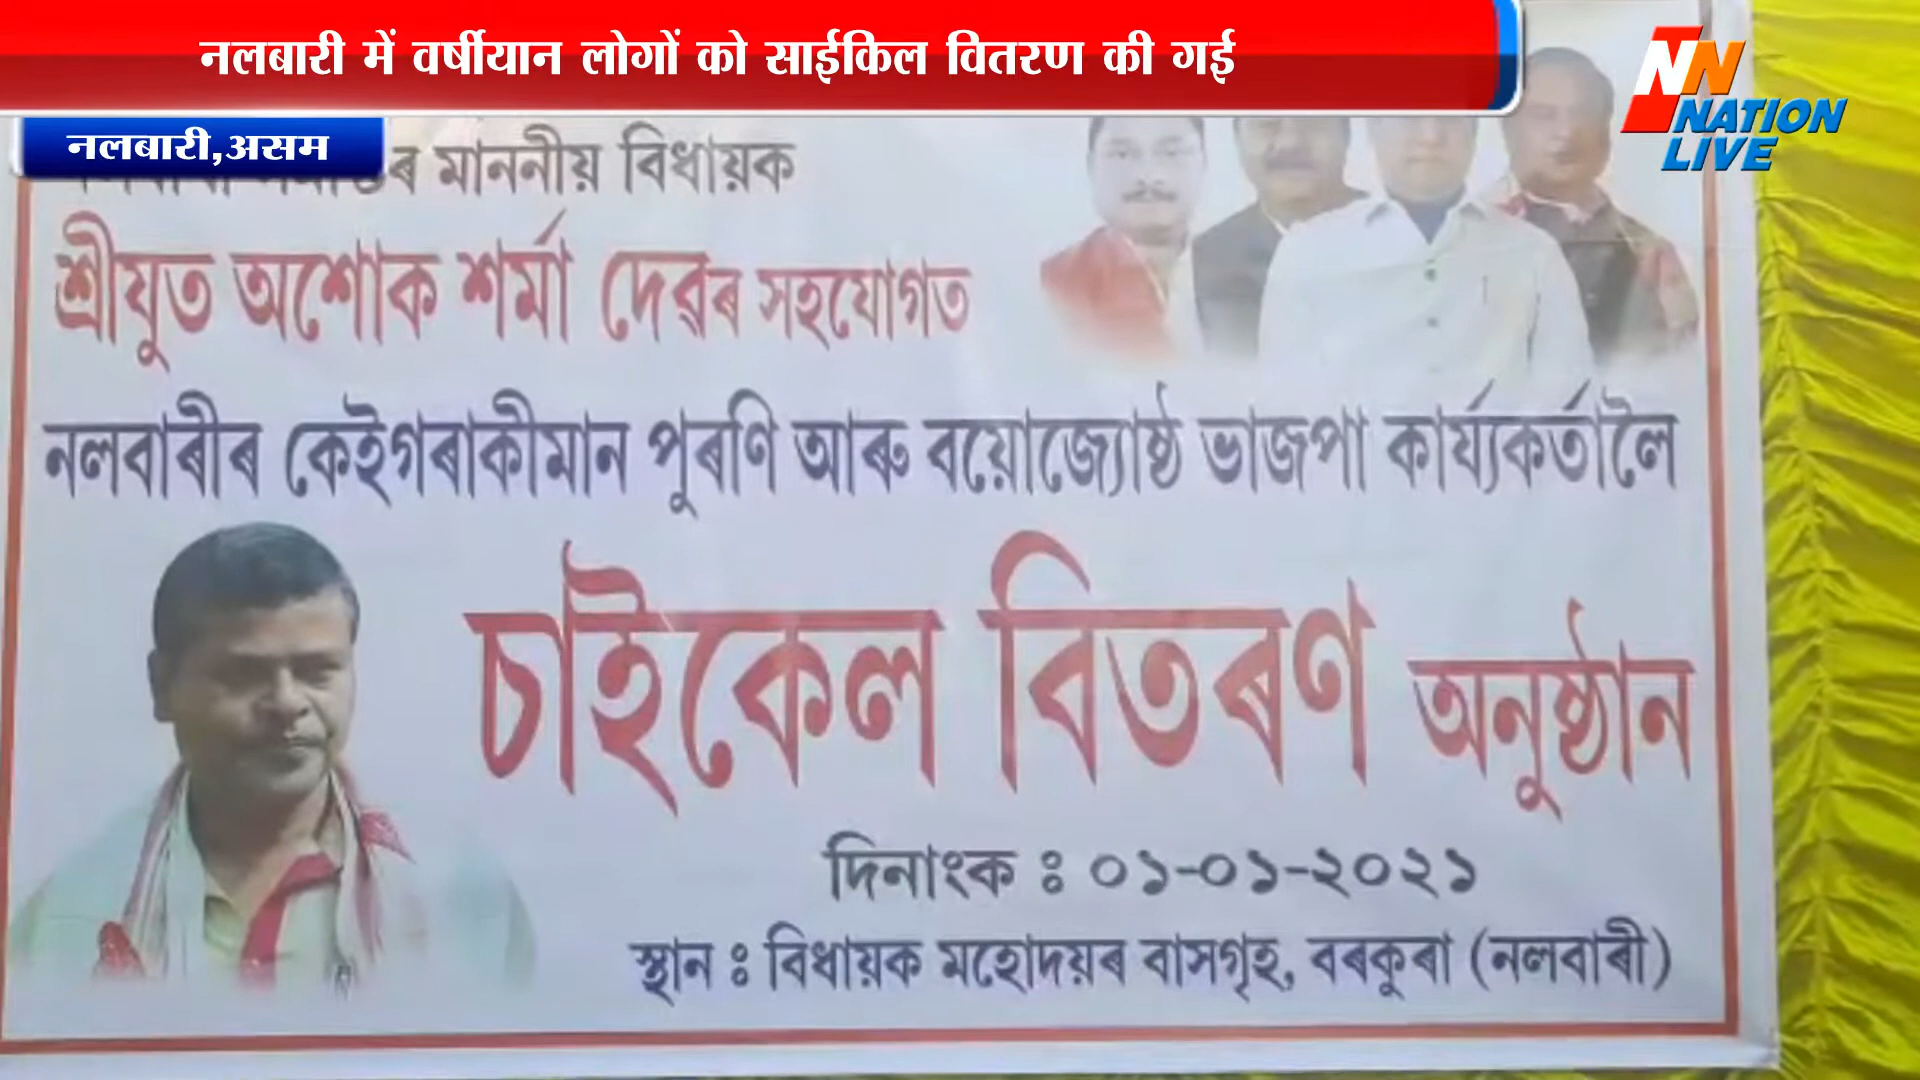 नलबारी में वर्षीयान लोगों को साईकिल वितरण की गई
NN
NATION
LIVE
नलबारी,असम
মাননীয় বিধায়ক
শ্ৰীযুত অশোক শৰ্মা দেৱৰ সহযোগত
নলবাৰীৰ কেইগৰাকীমান পুৰণি আৰু বয়োজ্যেষ্ঠ ভাজপা কাৰ্য্যকৰ্তালৈ
চাইকেল বিতৰণ অনুষ্ঠান
দিনাংক ঃ ০১-০১-২০২১
স্থান ঃ বিধায়ক মহোদয়ৰ বাসগৃহ, বৰকুৰা (নলবাৰী)